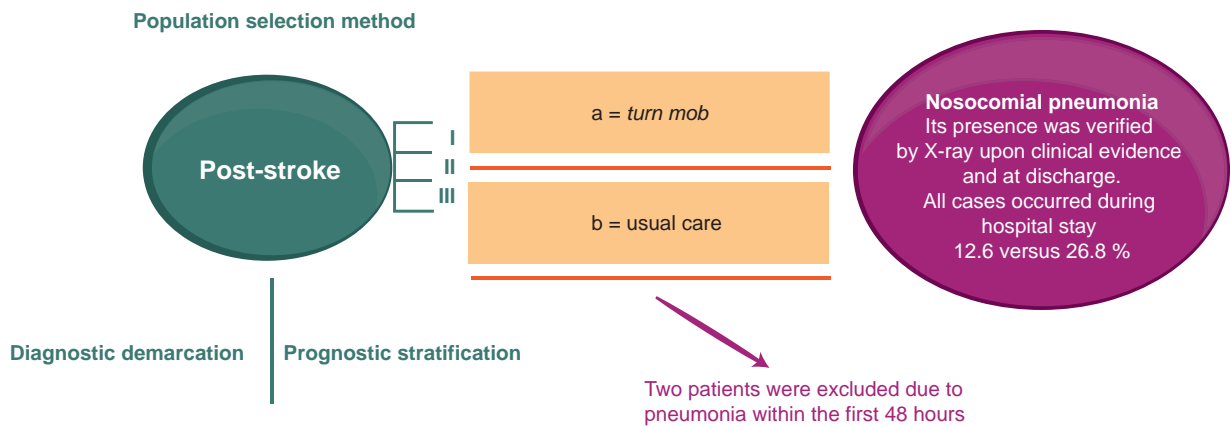 Population selection method
Post-stroke
I
II
III
a = turn mob
b = usual care
Nosocomial pneumonia
Its presence was verified
by X-ray upon clinical evidence
and at discharge.
All cases occurred during
hospital stay
12.6 versus 26.8 %
Diagnostic demarcation
Prognostic stratification
Two patients were excluded due to
pneumonia within the first 48 hours